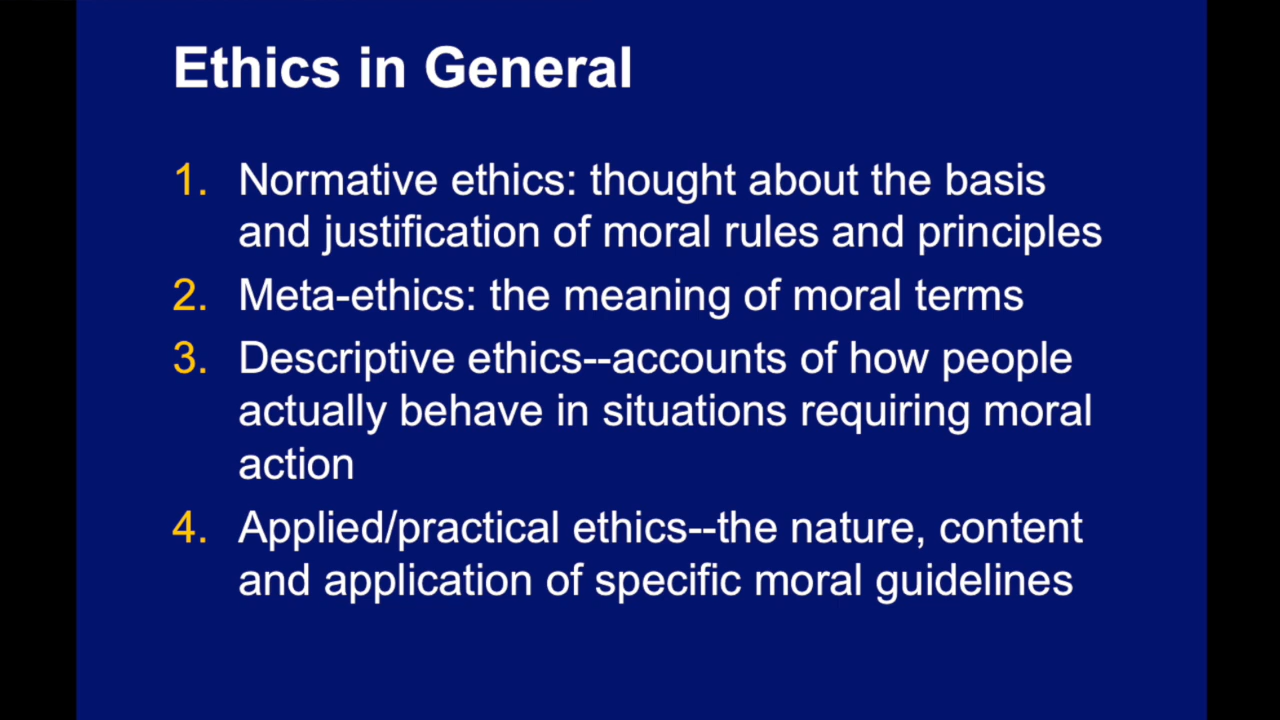 Ethics in General
1. Normative ethics: thought about the basis
and justification of moral rules and principles
2. Meta-ethics: the meaning of moral terms
3. Descriptive ethics--accounts of how people
actually behave in situations requiring moral
action
4. Applied/practical ethics--the nature, content
and application of specific moral guidelines